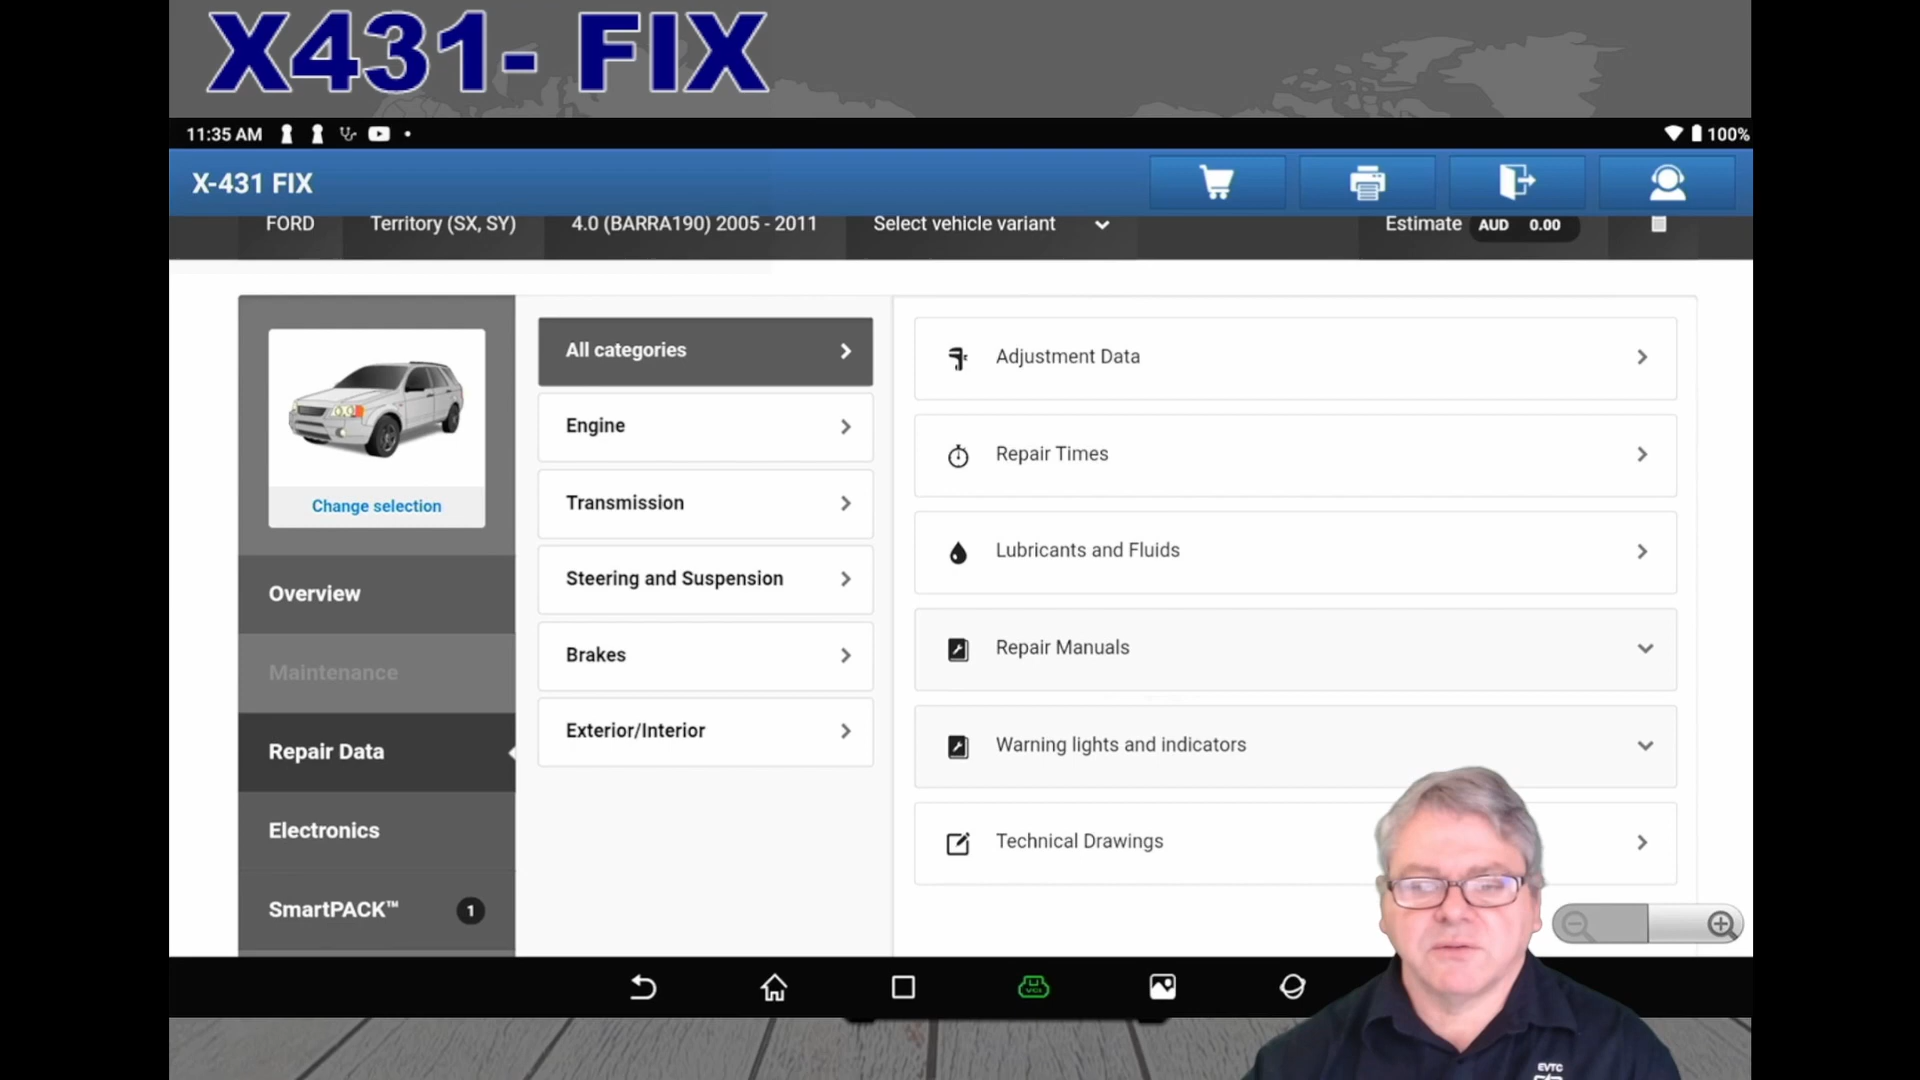 X431- FIX
11:35 AM
100%
X-431 FIX
FORD
Territory (SX, SY)
4.0 (BARRA190) 2005 - 2011
Select vehicle variant
Estimate
AUD 0.00
Change selection
Overview
Maintenance
Repair Data
Electronics
SmartPACK™
1
All categories
Engine
Transmission
Steering and Suspension
Brakes
Exterior/Interior
Adjustment Data
Repair Times
Lubricants and Fluids
Repair Manuals
Warning lights and indicators
Technical Drawings
VCI
EVTC